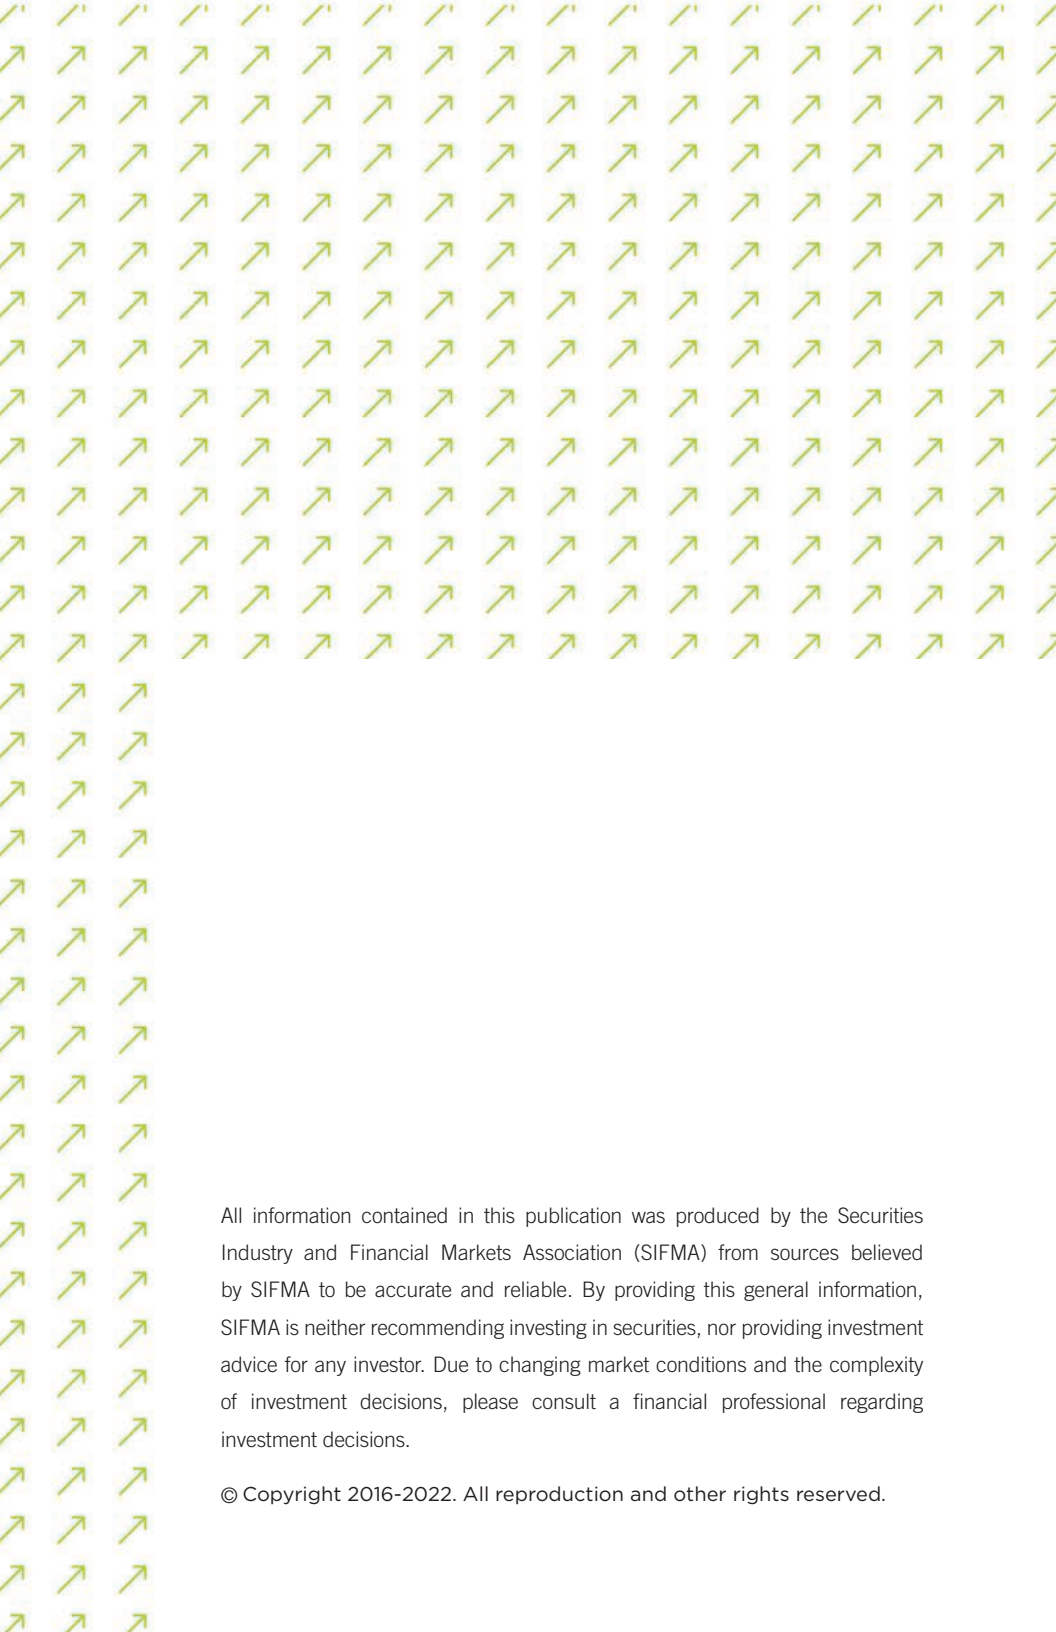 All information contained in this publication was produced by the Securities
Industry and Financial Markets Association (SIFMA) from sources believed
by SIFMA to be accurate and reliable. By providing this general information,
SIFMA is neither recommending investing in securities, nor providing investment
advice for any investor. Due to changing market conditions and the complexity
of investment decisions, please consult a financial professional regarding
investment decisions.
© Copyright 2016-2022. All reproduction and other rights reserved.